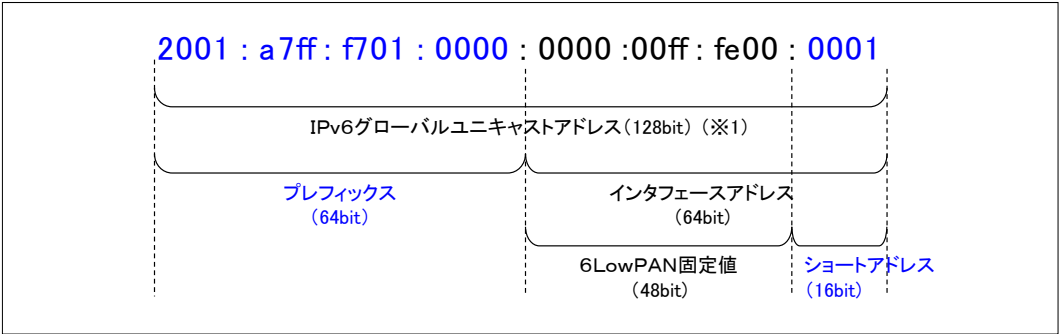 2001 : a7ff : f701 : 0000 : 0000 :00ff : fe00 : 0001
IPv6グローバルユニキャストアドレス(128bit) (※1)
プレフィックス インタフェースアドレス
(64bit) (64bit)
6LowPAN固定値 ショートアドレス
(48bit) (16bit)